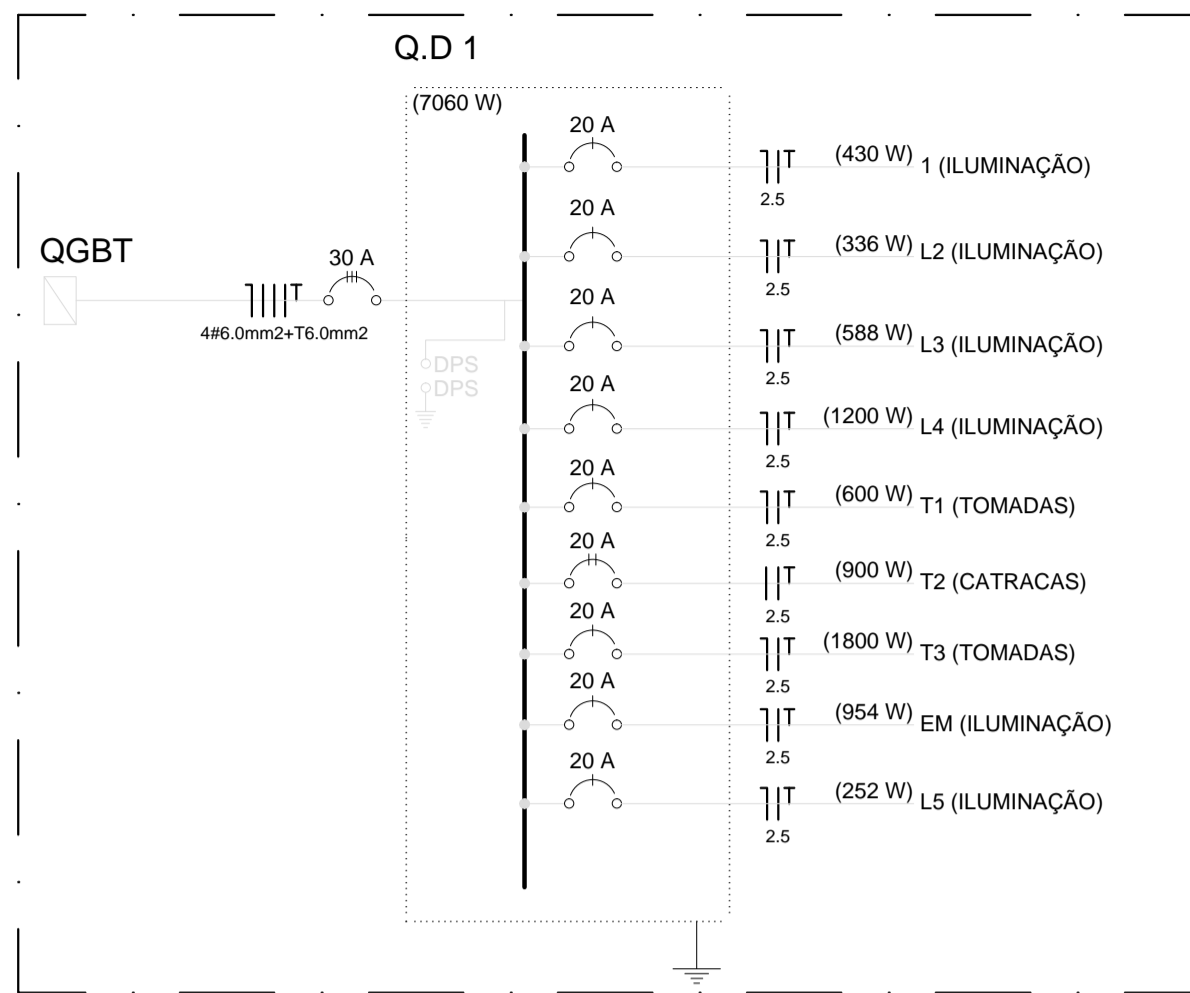 Q.D 1
(7060 W)
QGBT
30 A
4#6.0mm2+T6.0mm2
DPS
DPS
20 A
2.5
(430 W) 1 (ILUMINAÇÃO)
20 A
2.5
(336 W) L2 (ILUMINAÇÃO)
20 A
2.5
(588 W) L3 (ILUMINAÇÃO)
20 A
2.5
(1200 W) L4 (ILUMINAÇÃO)
20 A
2.5
(600 W) T1 (TOMADAS)
20 A
2.5
(900 W) T2 (CATRACAS)
20 A
2.5
(1800 W) T3 (TOMADAS)
20 A
2.5
(954 W) EM (ILUMINAÇÃO)
20 A
2.5
(252 W) L5 (ILUMINAÇÃO)